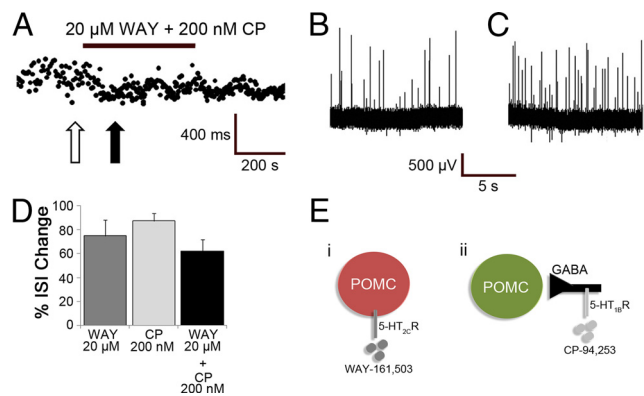 A
20 µM WAY + 200 nM CP
400 ms
200 s
B
C
500 µV
5 s
D
% ISI Change
100
80
60
40
20
0
WAY
20 µM
CP
200 nM
WAY
20 µM
+
CP
200 nM
E
i
POMC
5-HT2CR
WAY-161,503
ii
POMC
GABA
5-HT1BR
CP-94,253